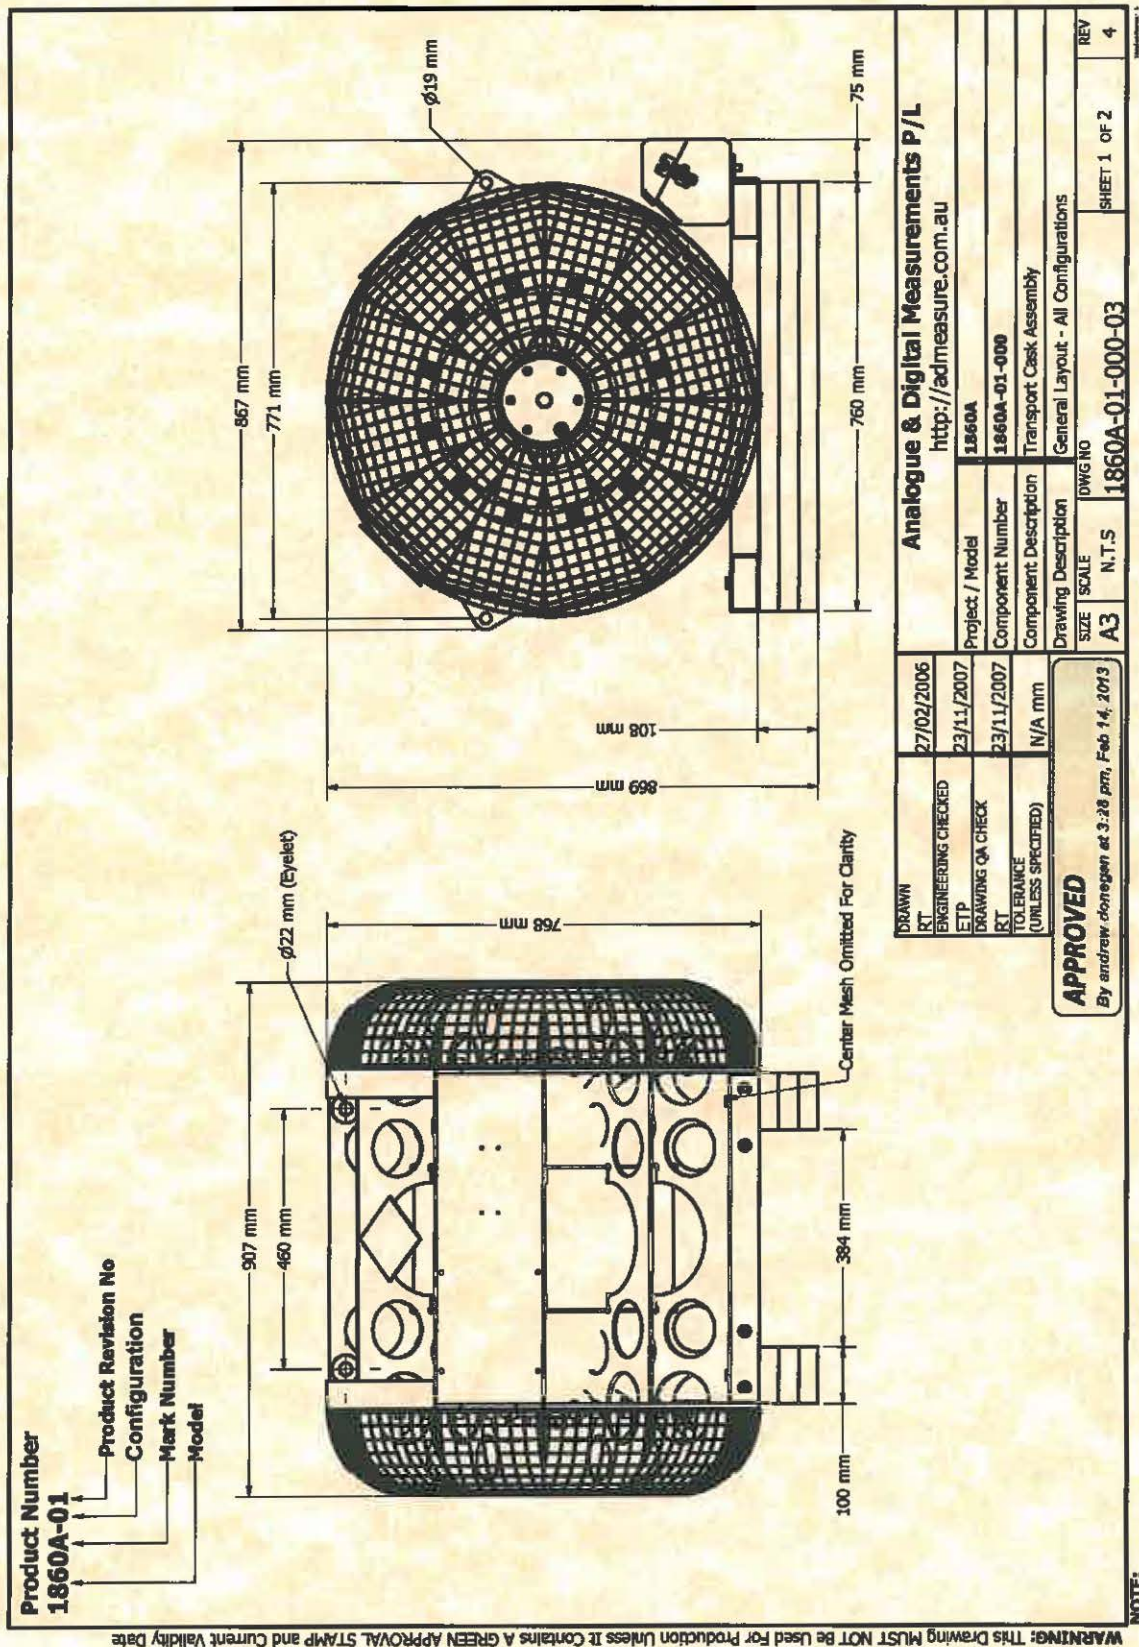 Product Number
1860A-01
Product Revision No
Configuration
Mark Number
Model
907 mm
460 mm
Ø22 mm (Eyelet)
768 mm
384 mm
100 mm
Center Mesh Omitted For Clarity
867 mm
771 mm
Ø19 mm
869 mm
108 mm
760 mm
75 mm
DRAWN
RT
27/02/2006
ENGINEERING CHECKED
ETP
23/11/2007
DRAWING QA CHECK
RT
23/11/2007
TOLERANCE
(UNLESS SPECIFIED)
N/A mm
APPROVED
By andrew.donegan at 3:28 pm, Feb 14, 2013
Analogue & Digital Measurements P/L
http://admeasure.com.au
Project / Model
1860A
Component Number
1860A-01-000
Component Description
Transport Cask Assembly
Drawing Description
General Layout - All Configurations
SIZE
A3
SCALE
N.T.S
DWG NO
1860A-01-000-03
SHEET 1 OF 2
REV
4
NOTE:
WARNING: This Drawing MUST NOT Be Used For Production Unless It Contains A GREEN APPROVAL STAMP and Current Validity Date